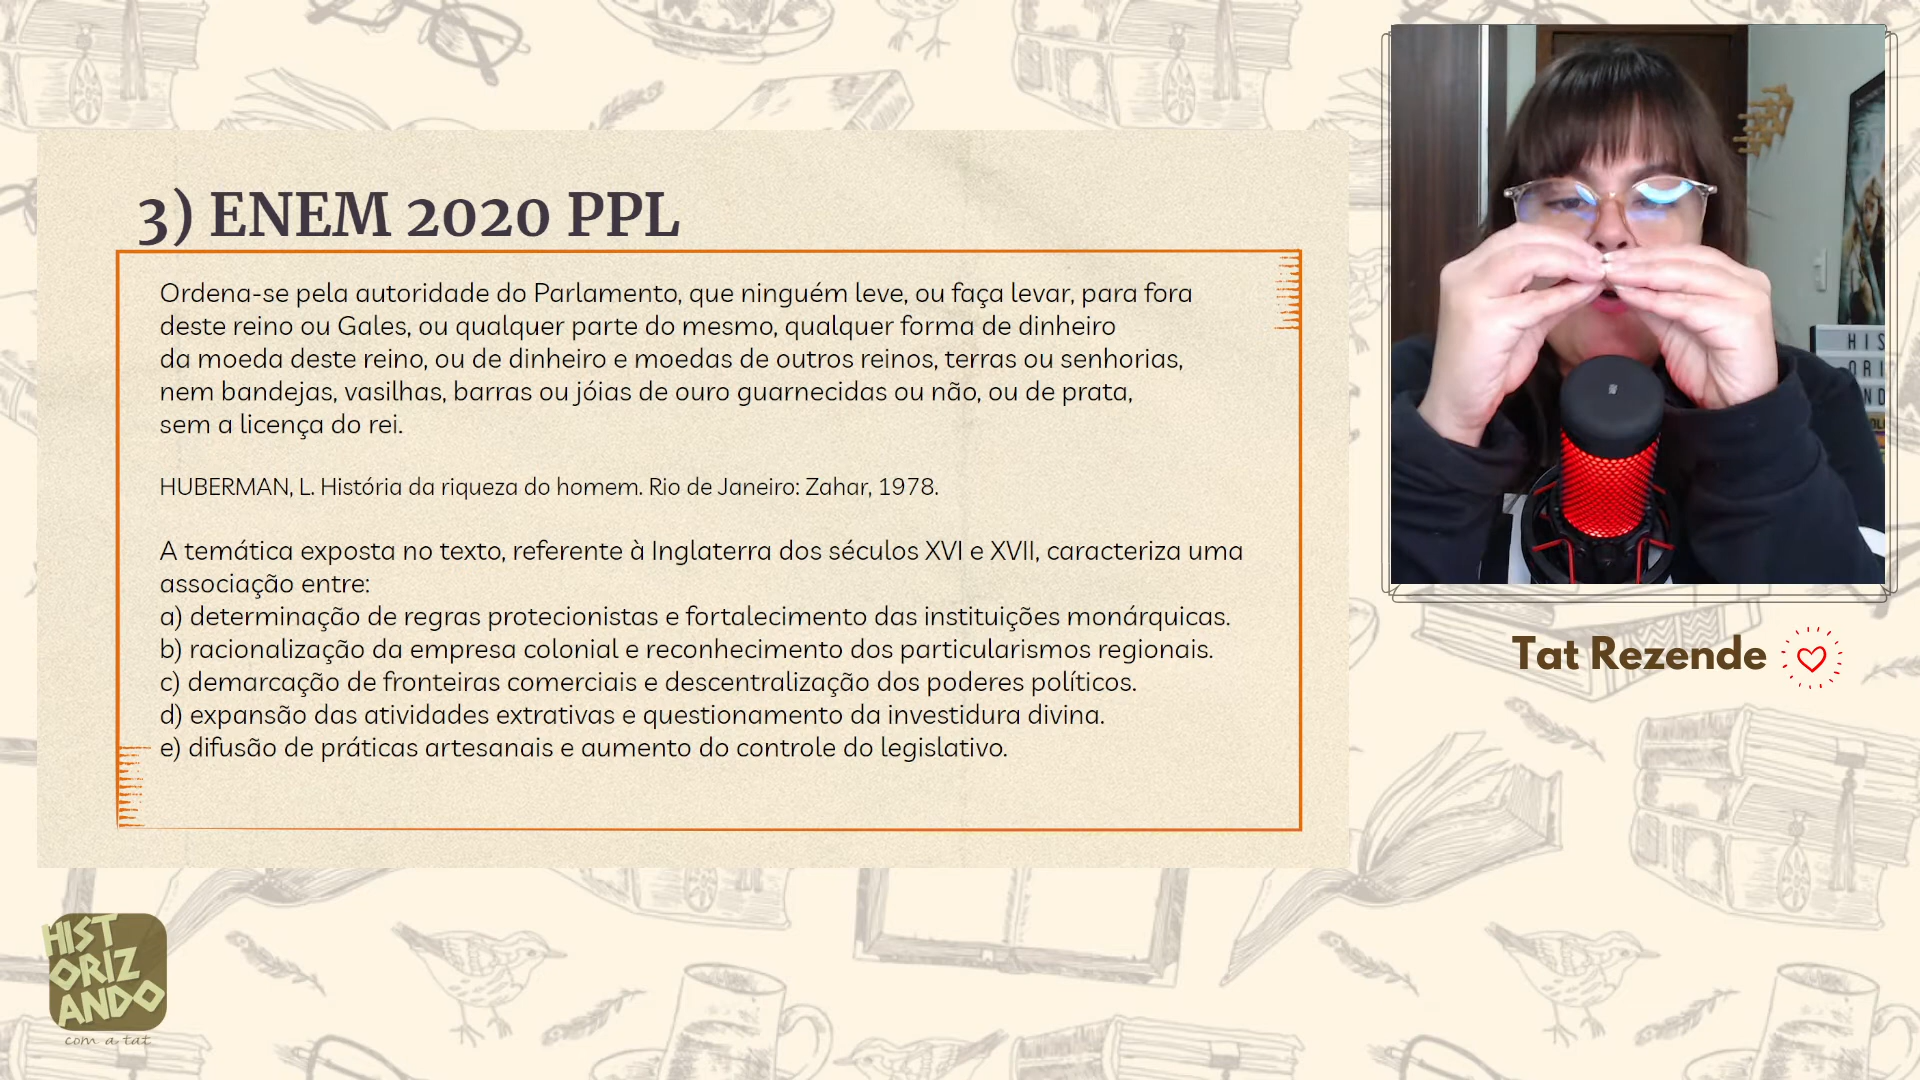 3) ENEM 2020 PPL
Ordena-se pela autoridade do Parlamento, que ninguém leve, ou faça levar, para fora
deste reino ou Gales, ou qualquer parte do mesmo, qualquer forma de dinheiro
da moeda deste reino, ou de dinheiro e moedas de outros reinos, terras ou senhorias,
nem bandejas, vasilhas, barras ou jóias de ouro guarnecidas ou não, ou de prata,
sem a licença do rei.
HUBERMAN, L. História da riqueza do homem. Rio de Janeiro: Zahar, 1978.
A temática exposta no texto, referente à Inglaterra dos séculos XVI e XVII, caracteriza uma
associação entre:
a) determinação de regras protecionistas e fortalecimento das instituições monárquicas.
b) racionalização da empresa colonial e reconhecimento dos particularismos regionais.
c) demarcação de fronteiras comerciais e descentralização dos poderes políticos.
d) expansão das atividades extrativas e questionamento da investidura divina.
e) difusão de práticas artesanais e aumento do controle do legislativo.
HIS
ORI
ND
Tat Rezende
HIST
ORIZ
ANDO
com a tat